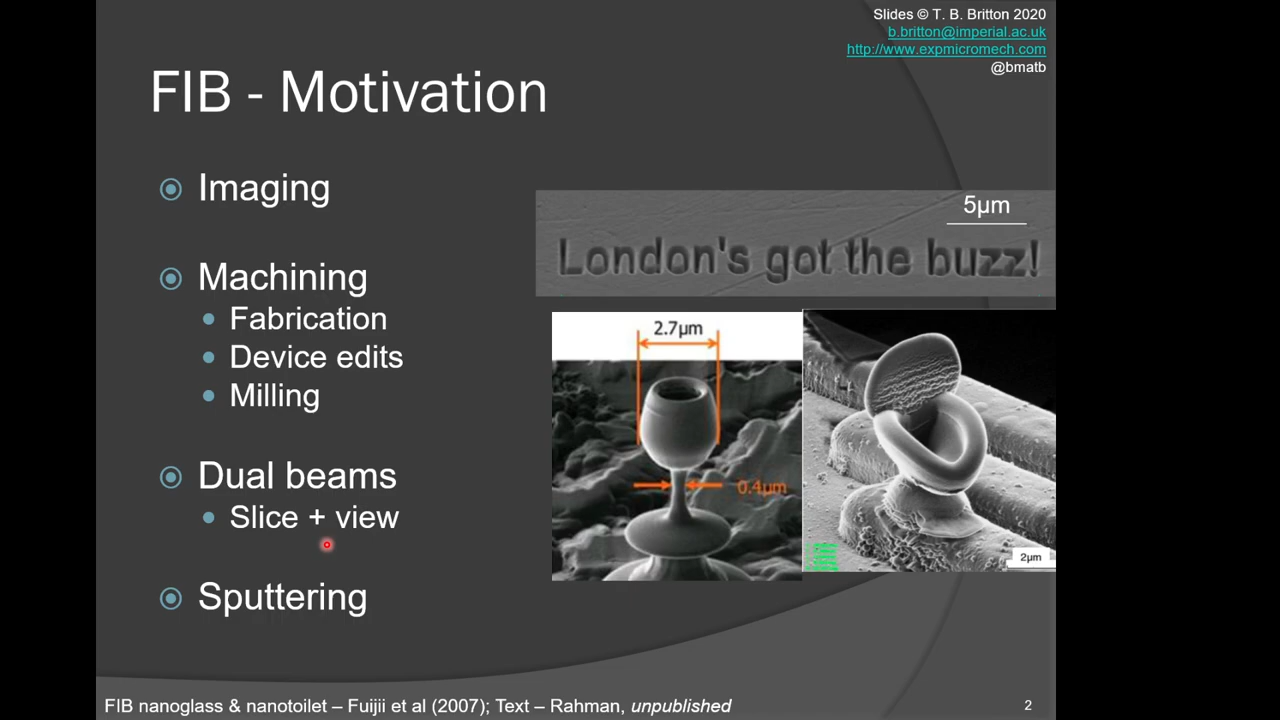 Slides © T. B. Britton 2020
b.britton@imperial.ac.uk
http://www.expmicromech.com
@bmatb
FIB - Motivation
Imaging
Machining
Fabrication
Device edits
Milling
Dual beams
Slice + view
Sputtering
5µm
London's got the buzz!
2.7µm
0.4µm
2µm
FIB nanoglass & nanotoilet – Fuijii et al (2007); Text – Rahman, unpublished
2